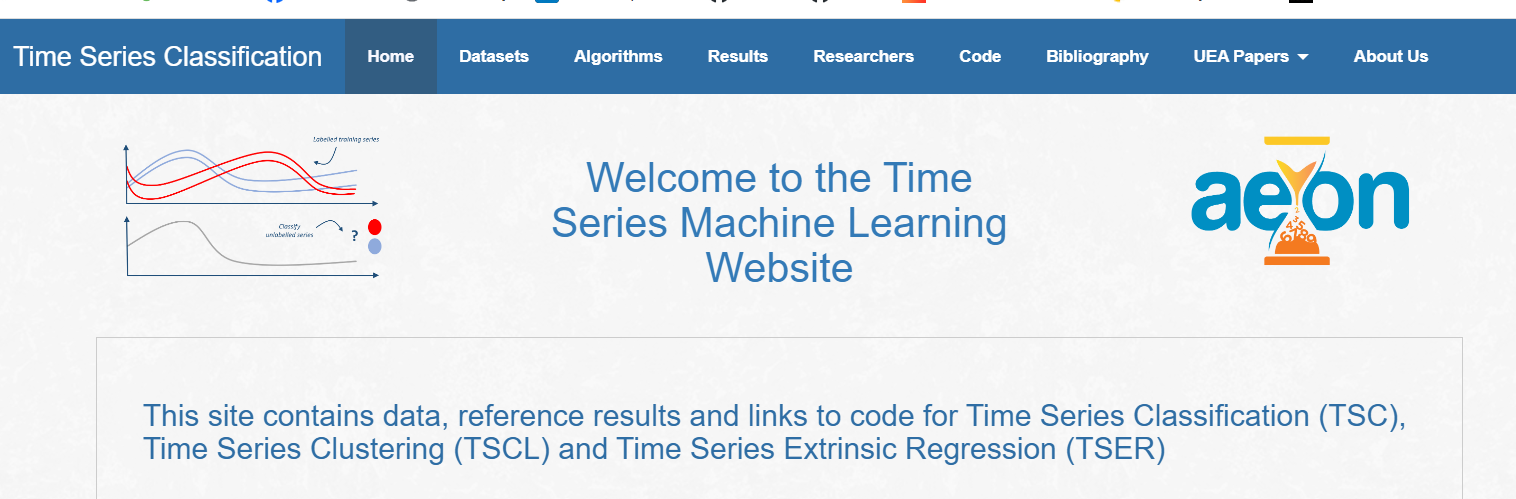 Time Series Classification Home Datasets Algorithms Results Researchers Code Bibliography UEA Papers About Us
Labelled training series
Classify
unlabelled series
?
Welcome to the Time
Series Machine Learning
Website
aeon
This site contains data, reference results and links to code for Time Series Classification (TSC),
Time Series Clustering (TSCL) and Time Series Extrinsic Regression (TSER)